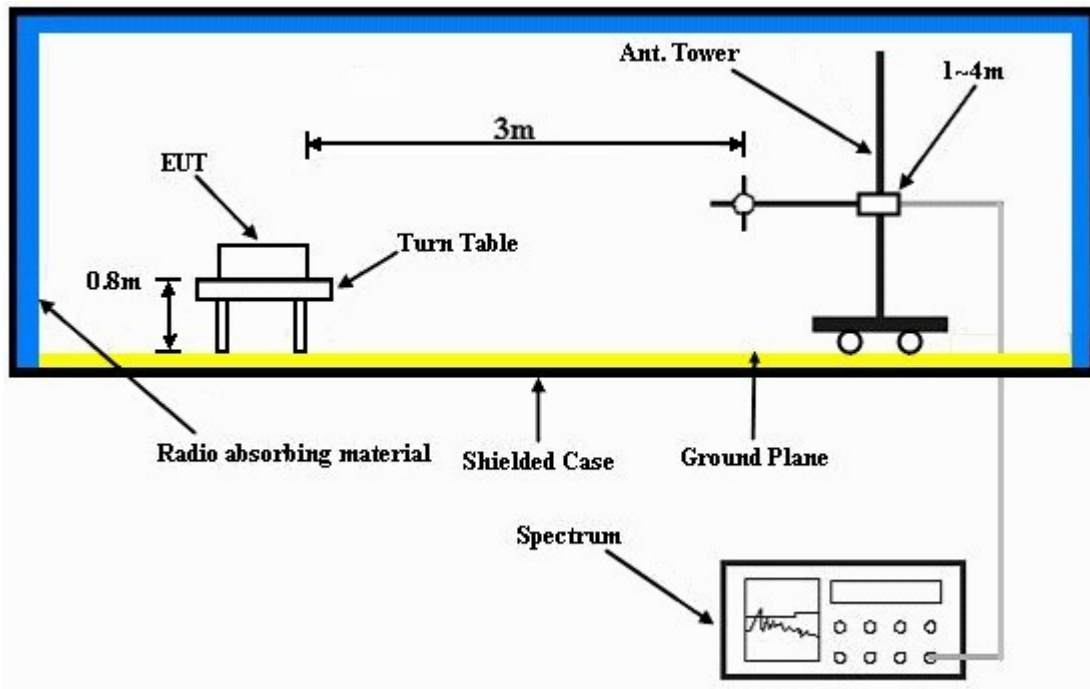 Ant. Tower
1~4m
3m
EUT
Turn Table
0.8m
Radio absorbing material
Shielded Case
Ground Plane
Spectrum